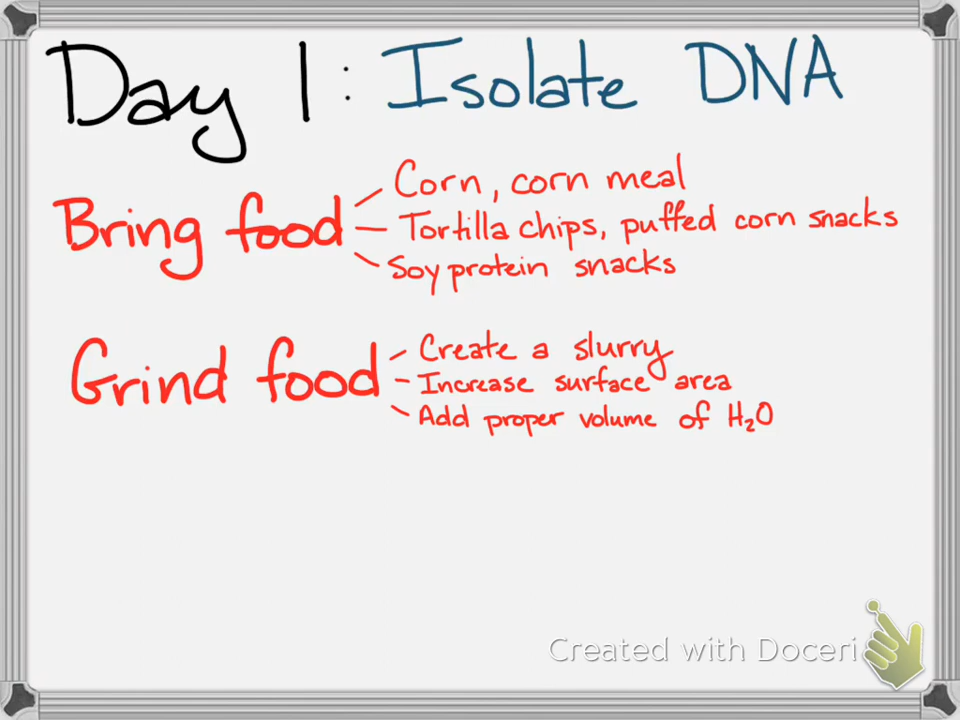 Day 1: Isolate DNA
Corn, corn meal
Bring food
Tortilla chips, puffed corn snacks
Soy protein snacks
Create a slurry
Grind food
Increase surface area
Add proper volume of H₂O
Created with Doceri